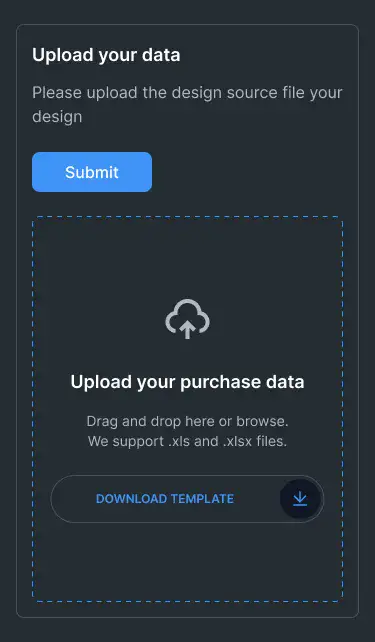 Upload your data
Please upload the design source file your
design
Submit
Upload your purchase data
Drag and drop here or browse.
We support .xls and .xlsx files.
DOWNLOAD TEMPLATE